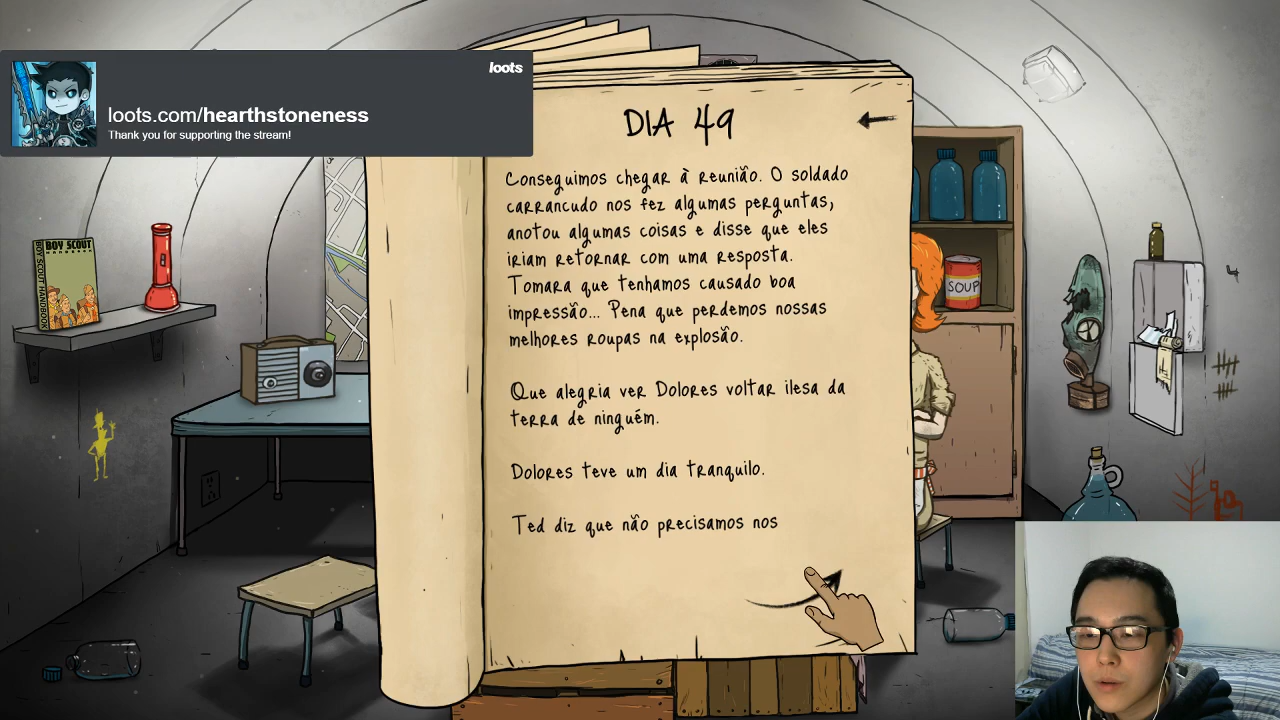 loots
loots.com/hearthstoneness
Thank you for supporting the stream!
DIA 49
Conseguimos chegar à reunião. O soldado
carrancudo nos fez algumas perguntas,
anotou algumas coisas e disse que eles
iriam retornar com uma resposta.
Tomara que tenhamos causado boa
impressão... Pena que perdemos nossas
melhores roupas na explosão.
Que alegria ver Dolores voltar ilesa da
terra de ninguém.
Dolores teve um dia tranquilo.
Ted diz que não precisamos nos
BOY SCOUT
BOY SCOUT HANDBOOK
SOUP